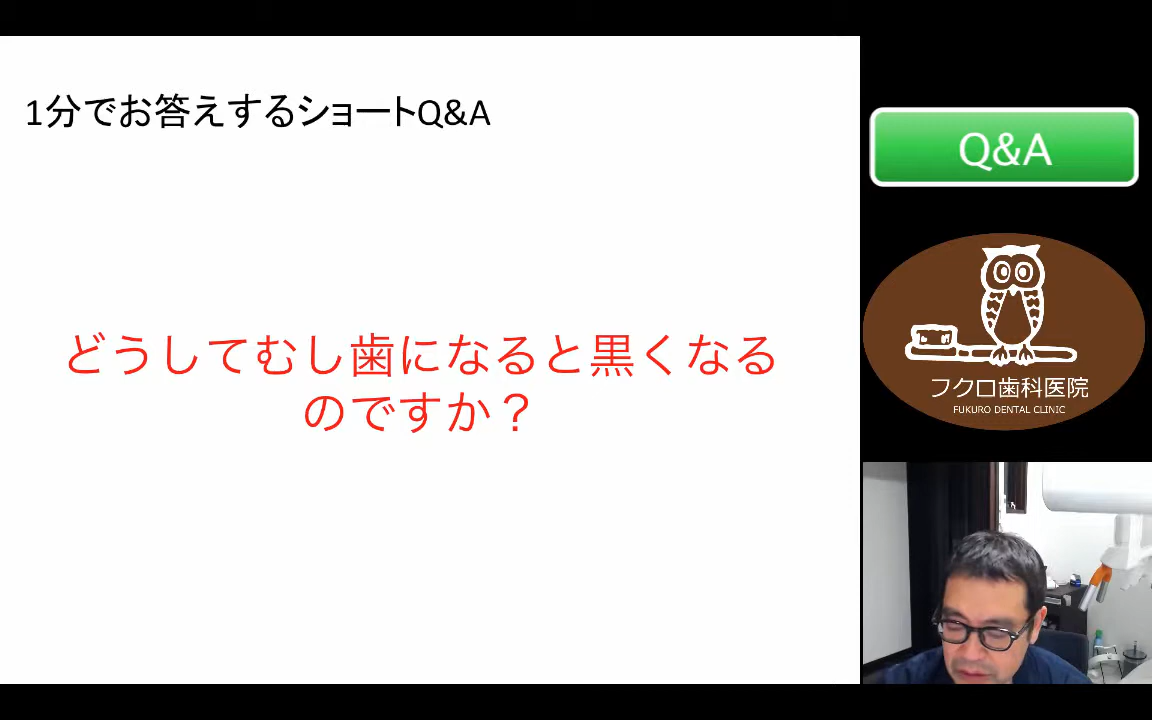 1分でお答えするショートQ&A
どうしてむし歯になると黒くなる
のですか？
Q&A
フクロ歯科医院
FUKURO DENTAL CLINIC